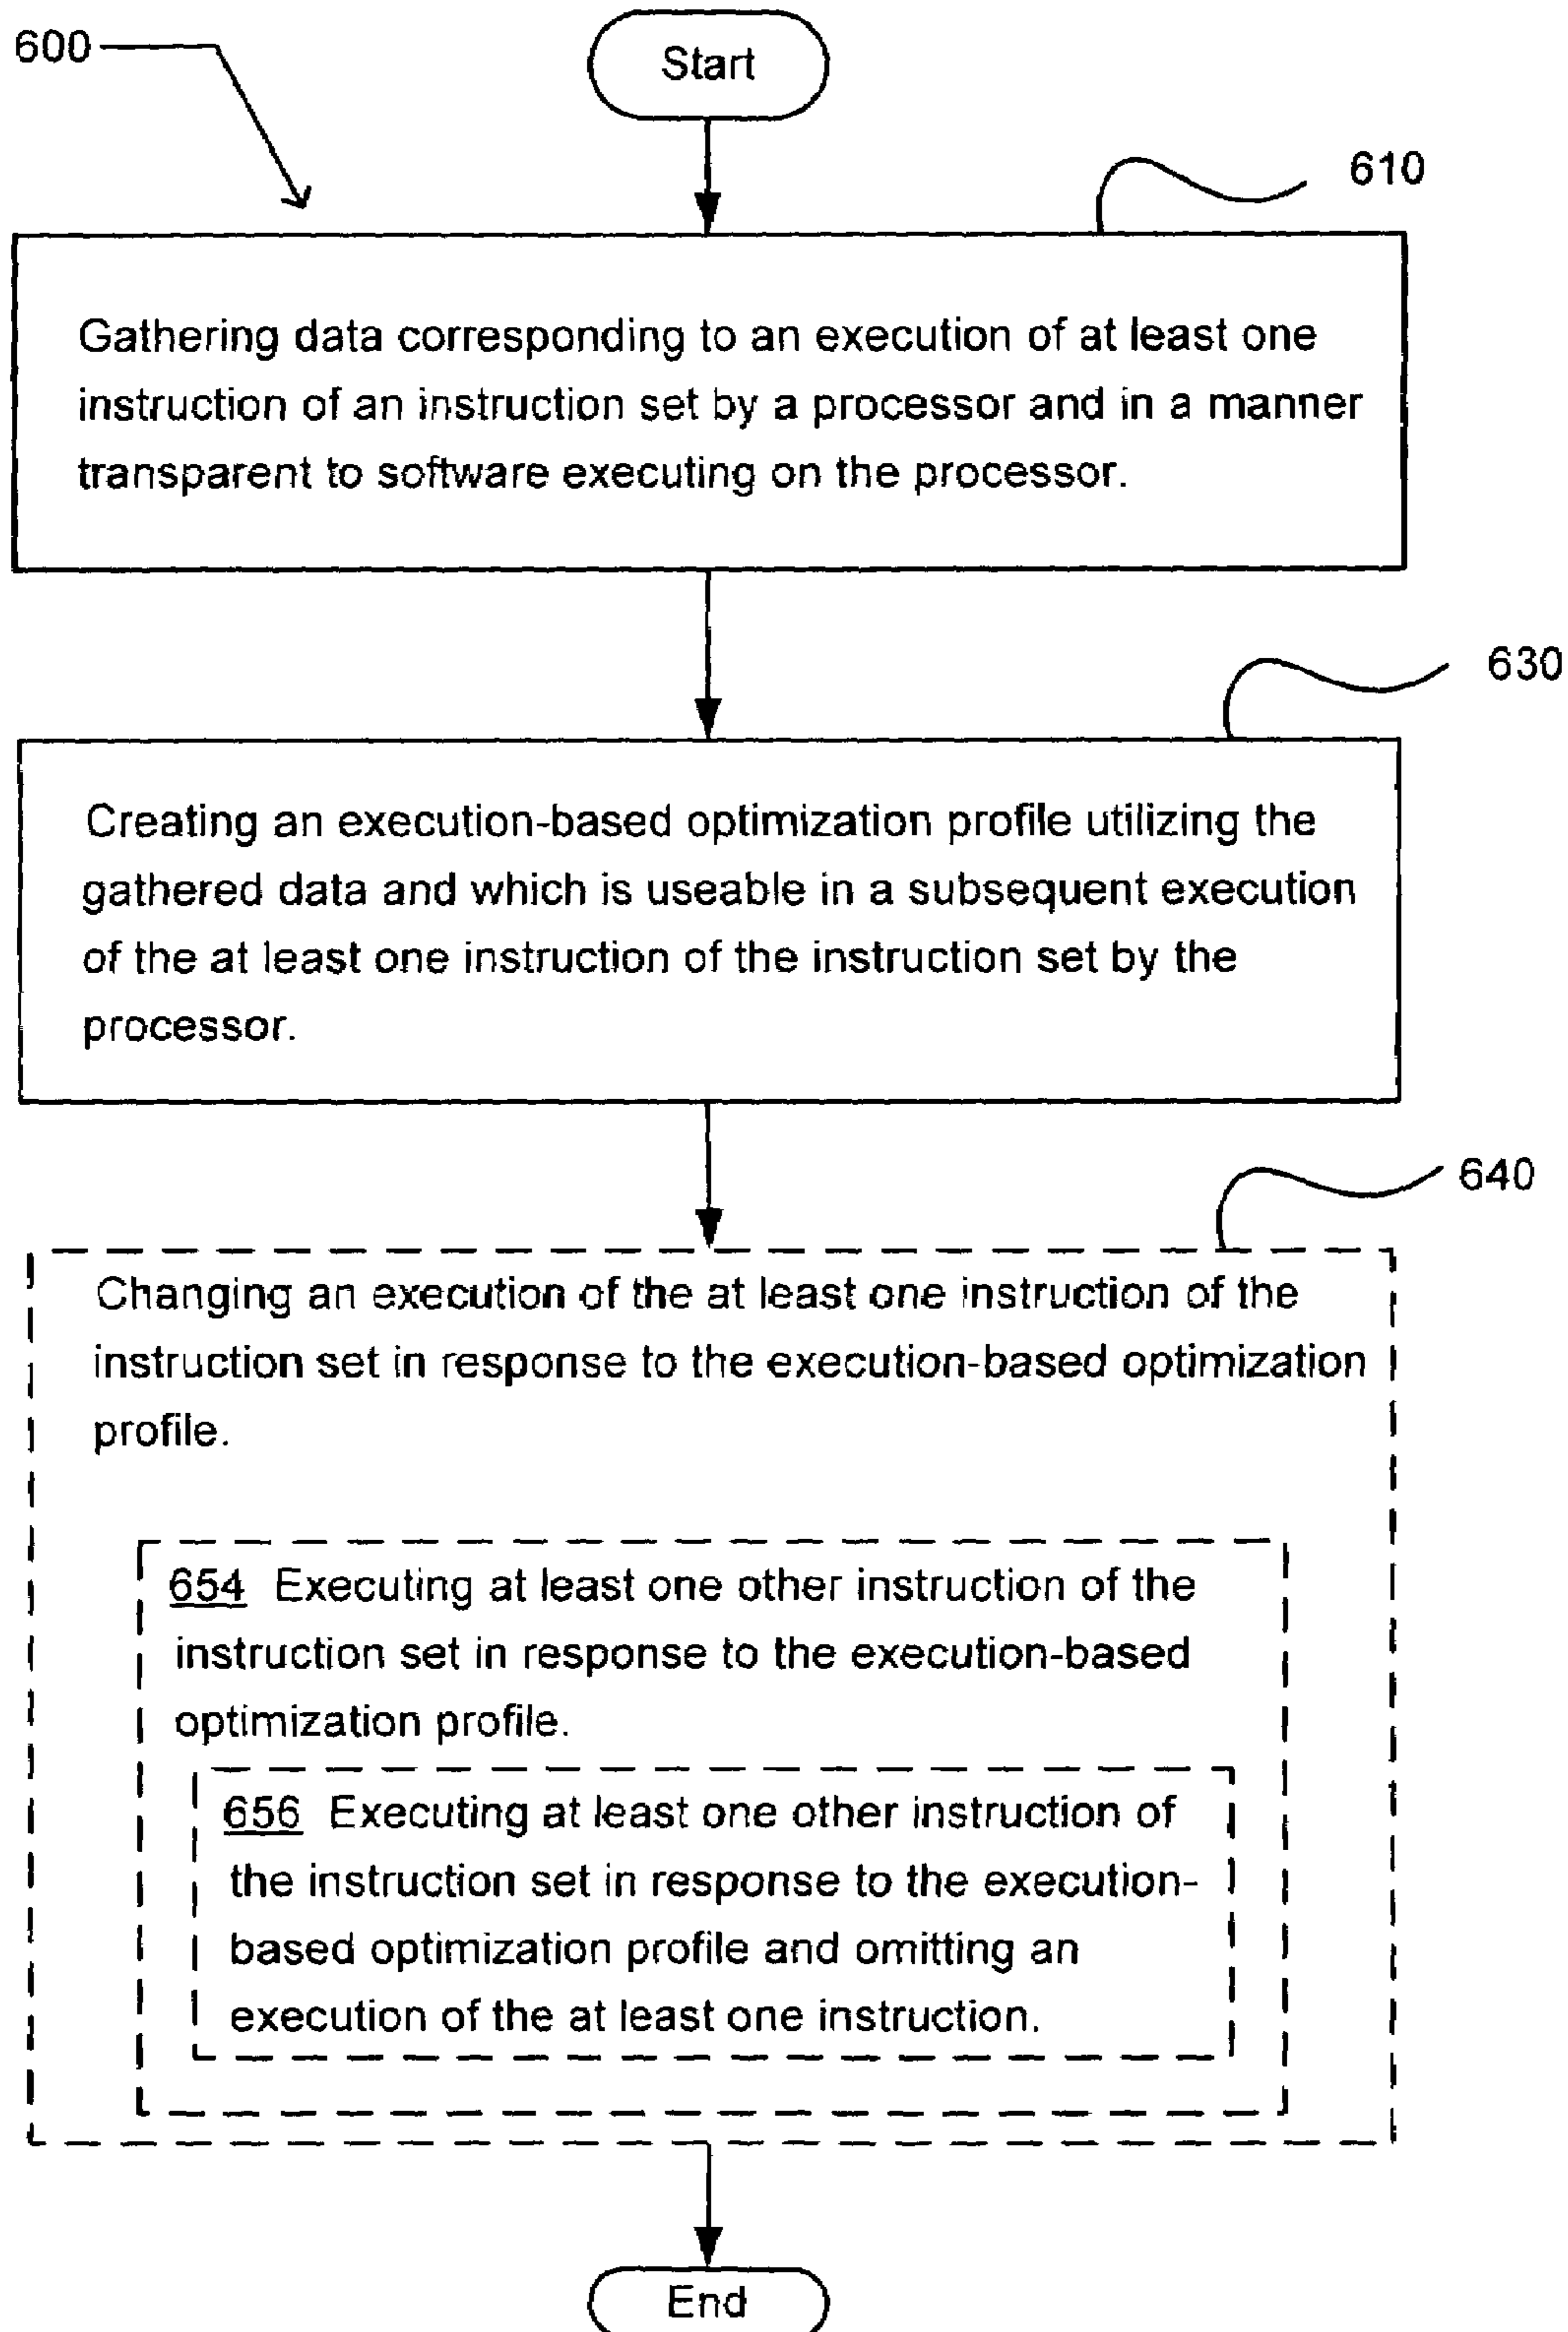 600
Start
610
Gathering data corresponding to an execution of at least one
instruction of an instruction set by a processor and in a manner
transparent to software executing on the processor.
630
Creating an execution-based optimization profile utilizing the
gathered data and which is useable in a subsequent execution
of the at least one instruction of the instruction set by the
processor.
640
Changing an execution of the at least one instruction of the
instruction set in response to the execution-based optimization
profile.
654 Executing at least one other instruction of the
instruction set in response to the execution-based
optimization profile.
656 Executing at least one other instruction of
the instruction set in response to the execution-
based optimization profile and omitting an
execution of the at least one instruction.
End